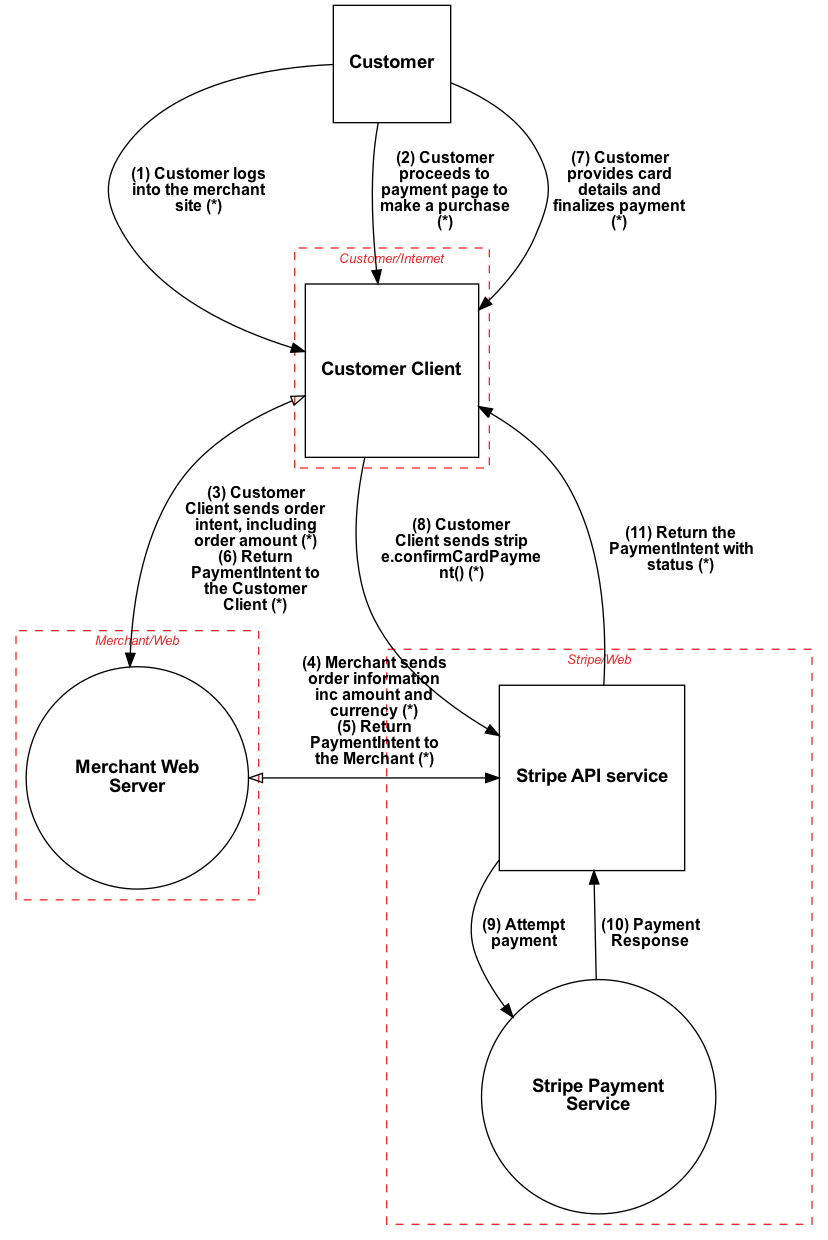 Customer
(1) Customer logs
into the merchant
site (*)
(2) Customer
proceeds to
payment page to
make a purchase
(*)
(7) Customer
provides card
details and
finalizes payment
(*)
Customer/Internet
Customer Client
(3) Customer
Client sends order
intent, including
order amount (*)
(6) Return
PaymentIntent to
the Customer
Client (*)
(8) Customer
Client sends strip
e.confirmCardPayme
nt() (*)
(11) Return the
PaymentIntent with
status (*)
Merchant/Web
Merchant Web
Server
(4) Merchant sends
order information
inc amount and
currency (*)
(5) Return
PaymentIntent to
the Merchant (*)
Stripe/Web
Stripe API service
(9) Attempt
payment
(10) Payment
Response
Stripe Payment
Service